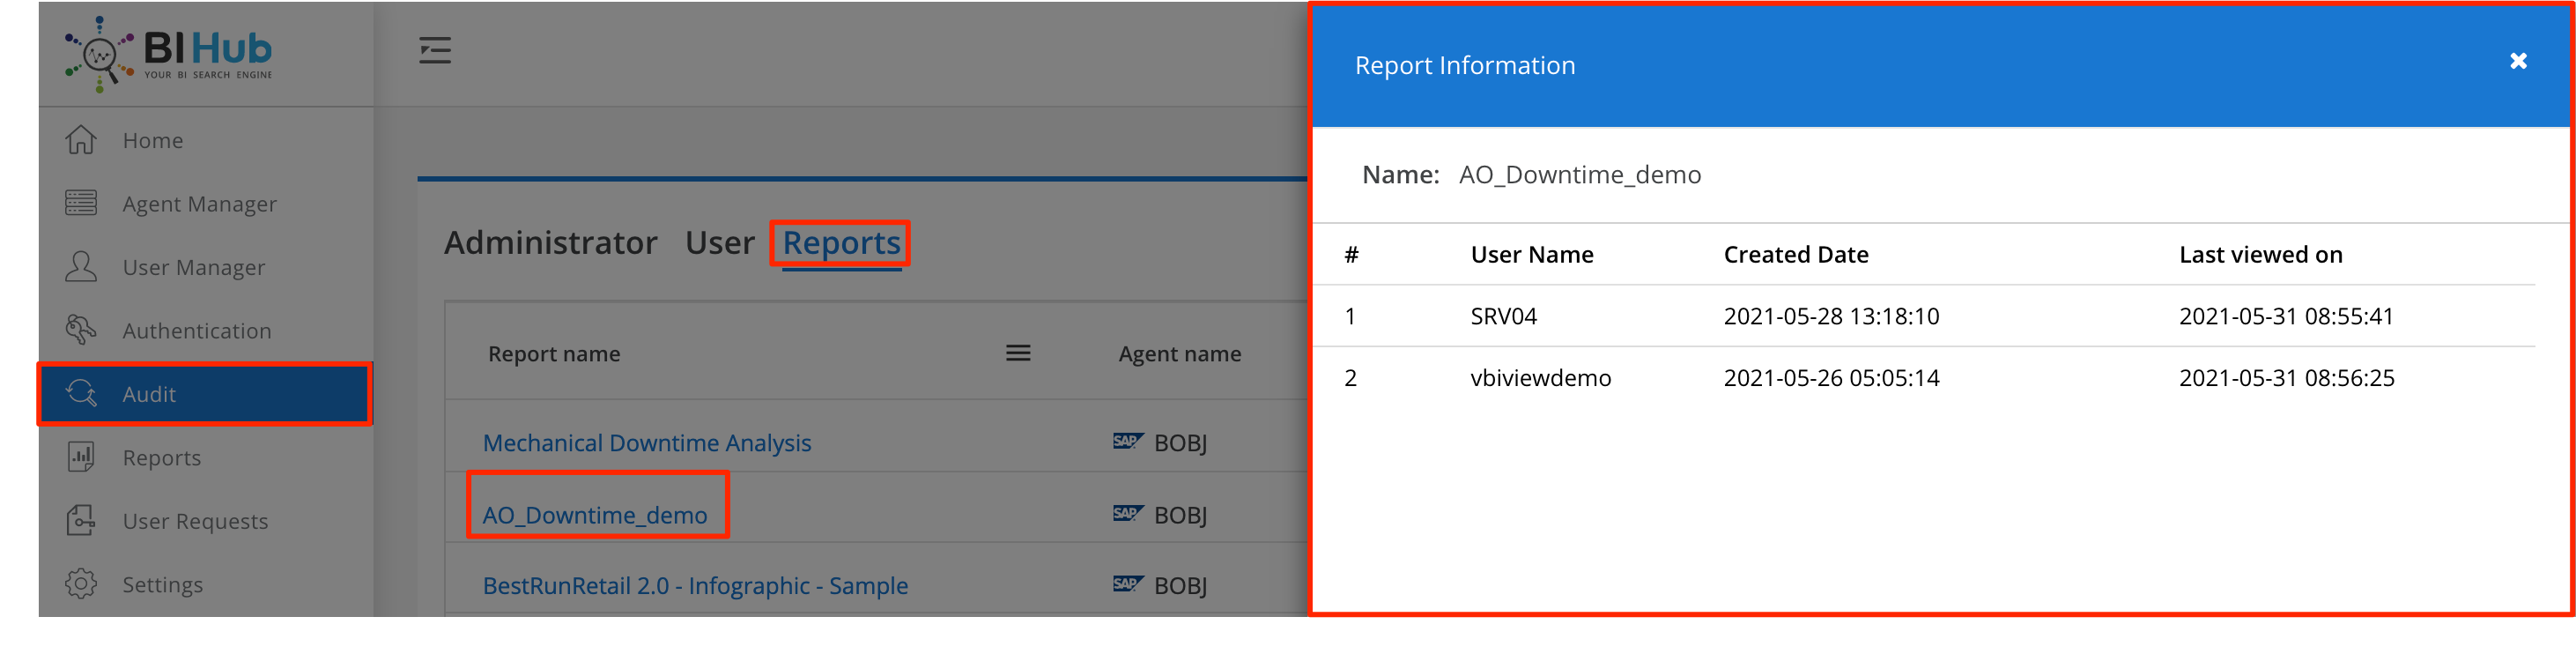 BI Hub
YOUR BI SEARCH ENGINE
Home
Agent Manager
User Manager
Authentication
Audit
Reports
User Requests
Settings
Administrator User Reports
Report name Agent name
Mechanical Downtime Analysis SAP BOBJ
AO_Downtime_demo SAP BOBJ
BestRunRetail 2.0 - Infographic - Sample SAP BOBJ
Report Information
Name: AO_Downtime_demo
# User Name Created Date Last viewed on
1 SRV04 2021-05-28 13:18:10 2021-05-31 08:55:41
2 vbiviewdemo 2021-05-26 05:05:14 2021-05-31 08:56:25